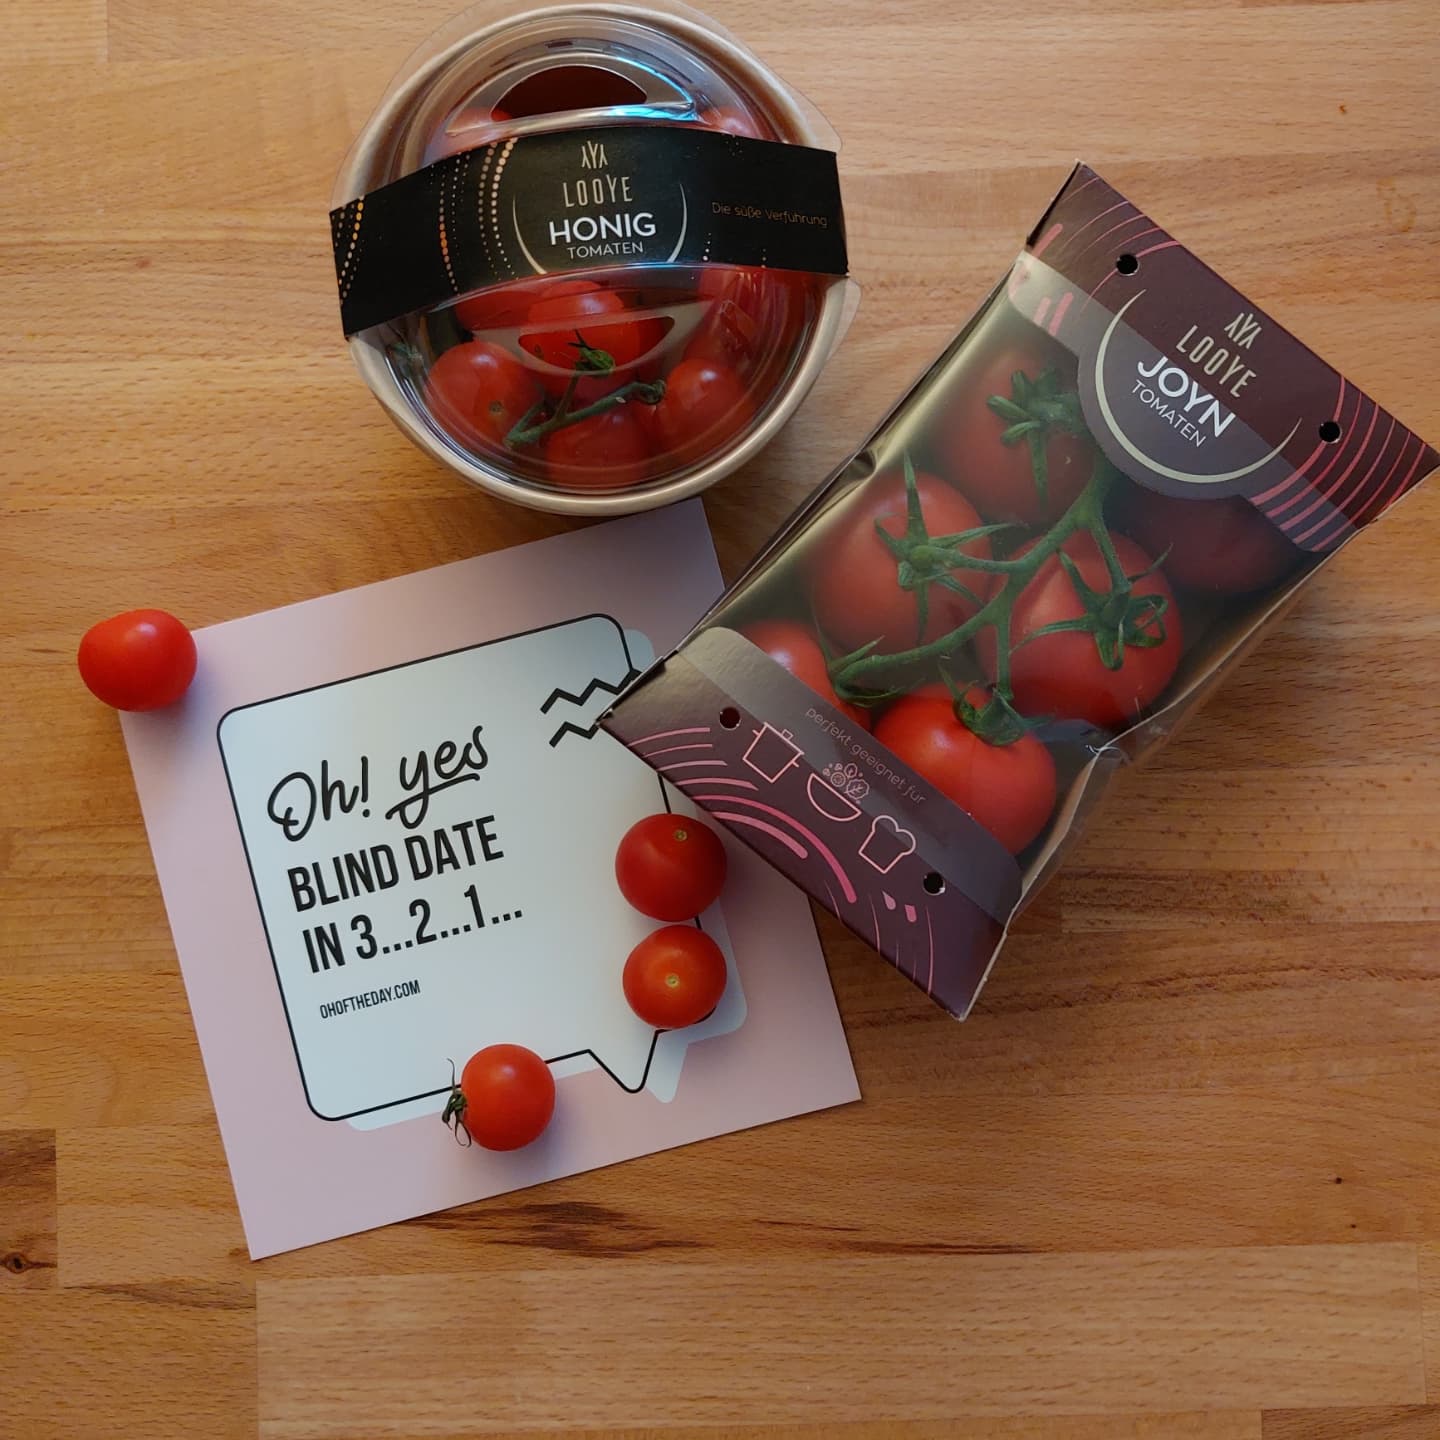 LOOYE
HONIG
TOMATEN
Die süße Verführung
LOOYE
JOYN
TOMATEN
perfekt geeignet für
Oh! yes
BLIND DATE
IN 3...2...1...
OHOFTHEDAY.COM